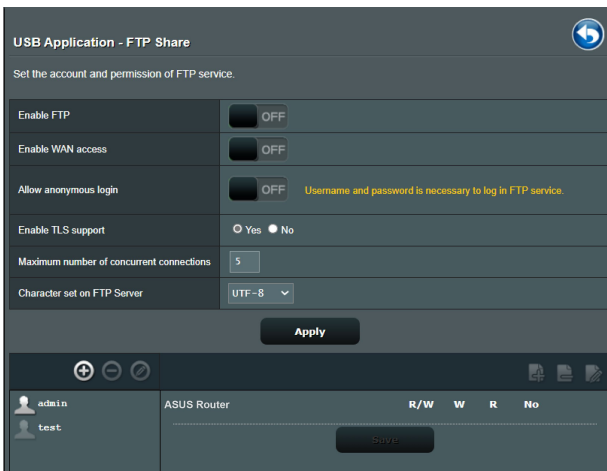 USB Application - FTP Share
Set the account and permission of FTP service.
Enable FTP OFF
Enable WAN access OFF
Allow anonymous login OFF Username and password is necessary to log in FTP service.
Enable TLS support Yes No
Maximum number of concurrent connections 5
Character set on FTP Server UTF-8
Apply
admin ASUS Router R/W W R No
test
Save